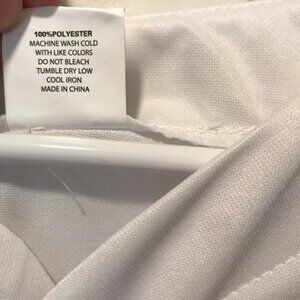 100%POLYESTER
MACHINE WASH COLD
WITH LIKE COLORS
DO NOT BLEACH
TUMBLE DRY LOW
COOL IRON
MADE IN CHINA